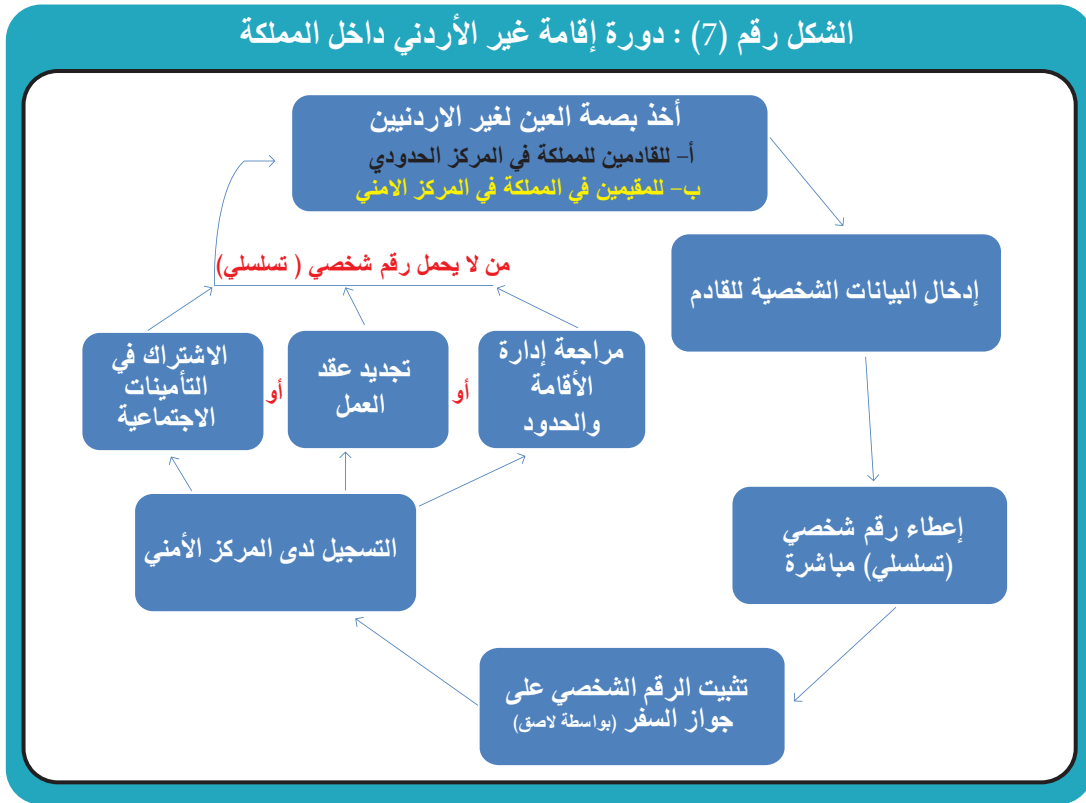 الشكل رقم (7) : دورة إقامة غير الأردني داخل المملكة
أخذ بصمة العين لغير الاردنيين
أ– للقادمين للمملكة في المركز الحدودي
ب– للمقيمين في المملكة في المركز الامني
إدخال البيانات الشخصية للقادم
إعطاء رقم شخصي
(تسلسلي) مباشرة
تثبيت الرقم الشخصي على
جواز السفر (بواسطة لاصق)
التسجيل لدى المركز الأمني
مراجعة إدارة
الأقامة
والحدود
أو
تجديد عقد
العمل
أو
الاشتراك في
التأمينات
الاجتماعية
من لا يحمل رقم شخصي ( تسلسلي)